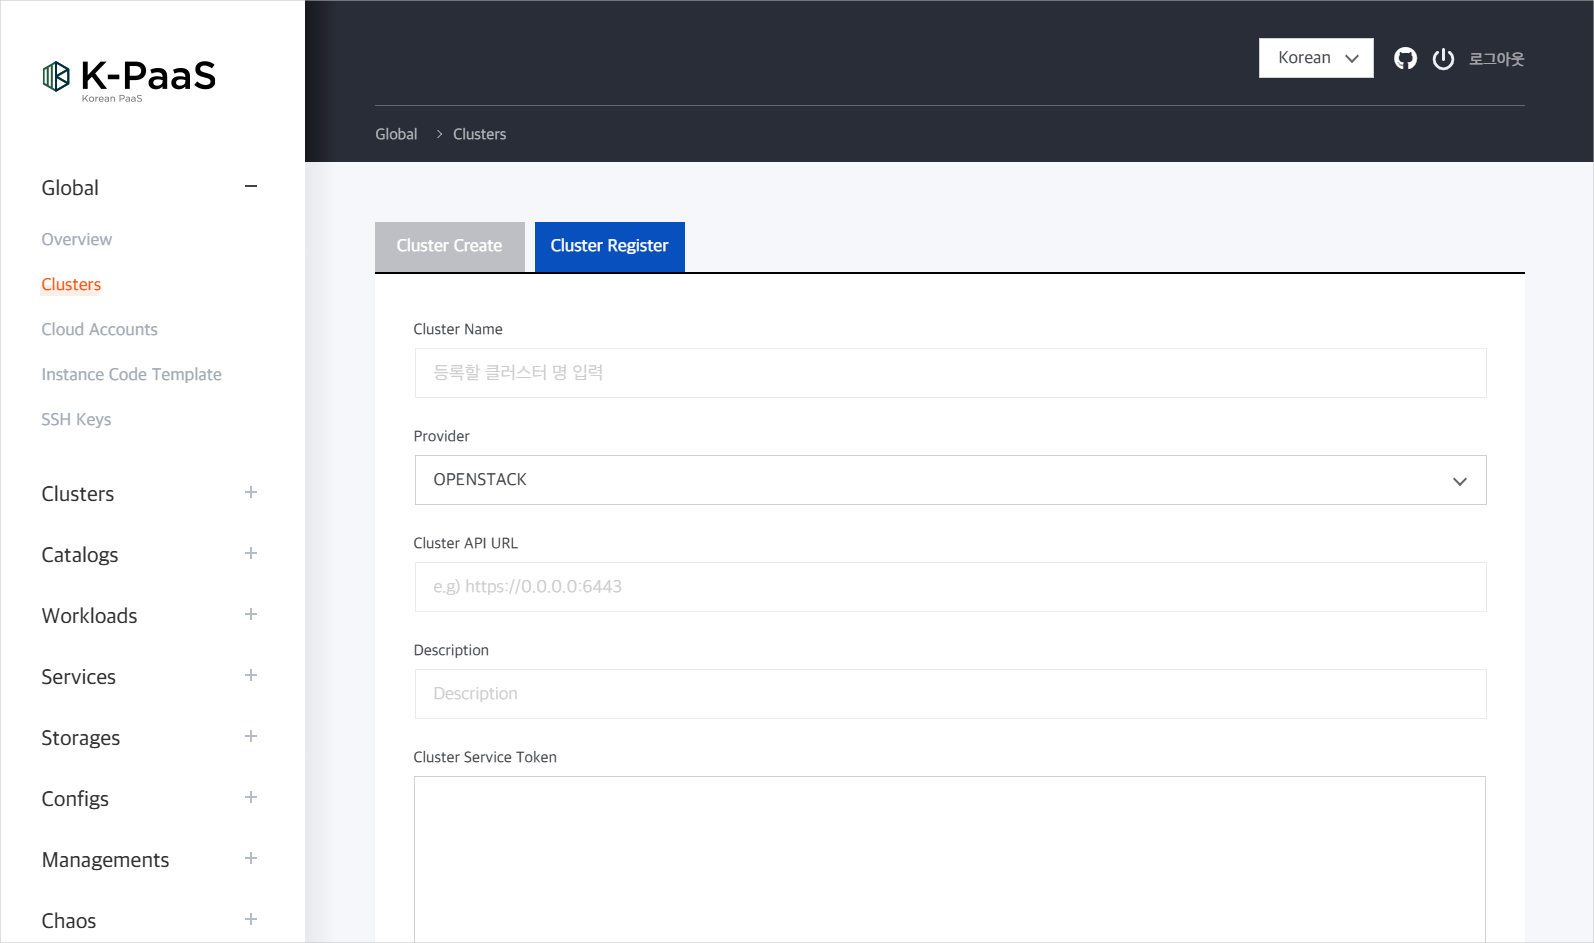 K-PaaS
Korean PaaS
Korean
로그아웃
Global > Clusters
Global
Overview
Clusters
Cloud Accounts
Instance Code Template
SSH Keys
Clusters
Catalogs
Workloads
Services
Storages
Configs
Managements
Chaos
Cluster Create
Cluster Register
Cluster Name
등록할 클러스터 명 입력
Provider
OPENSTACK
Cluster API URL
e.g) https://0.0.0.0:6443
Description
Description
Cluster Service Token